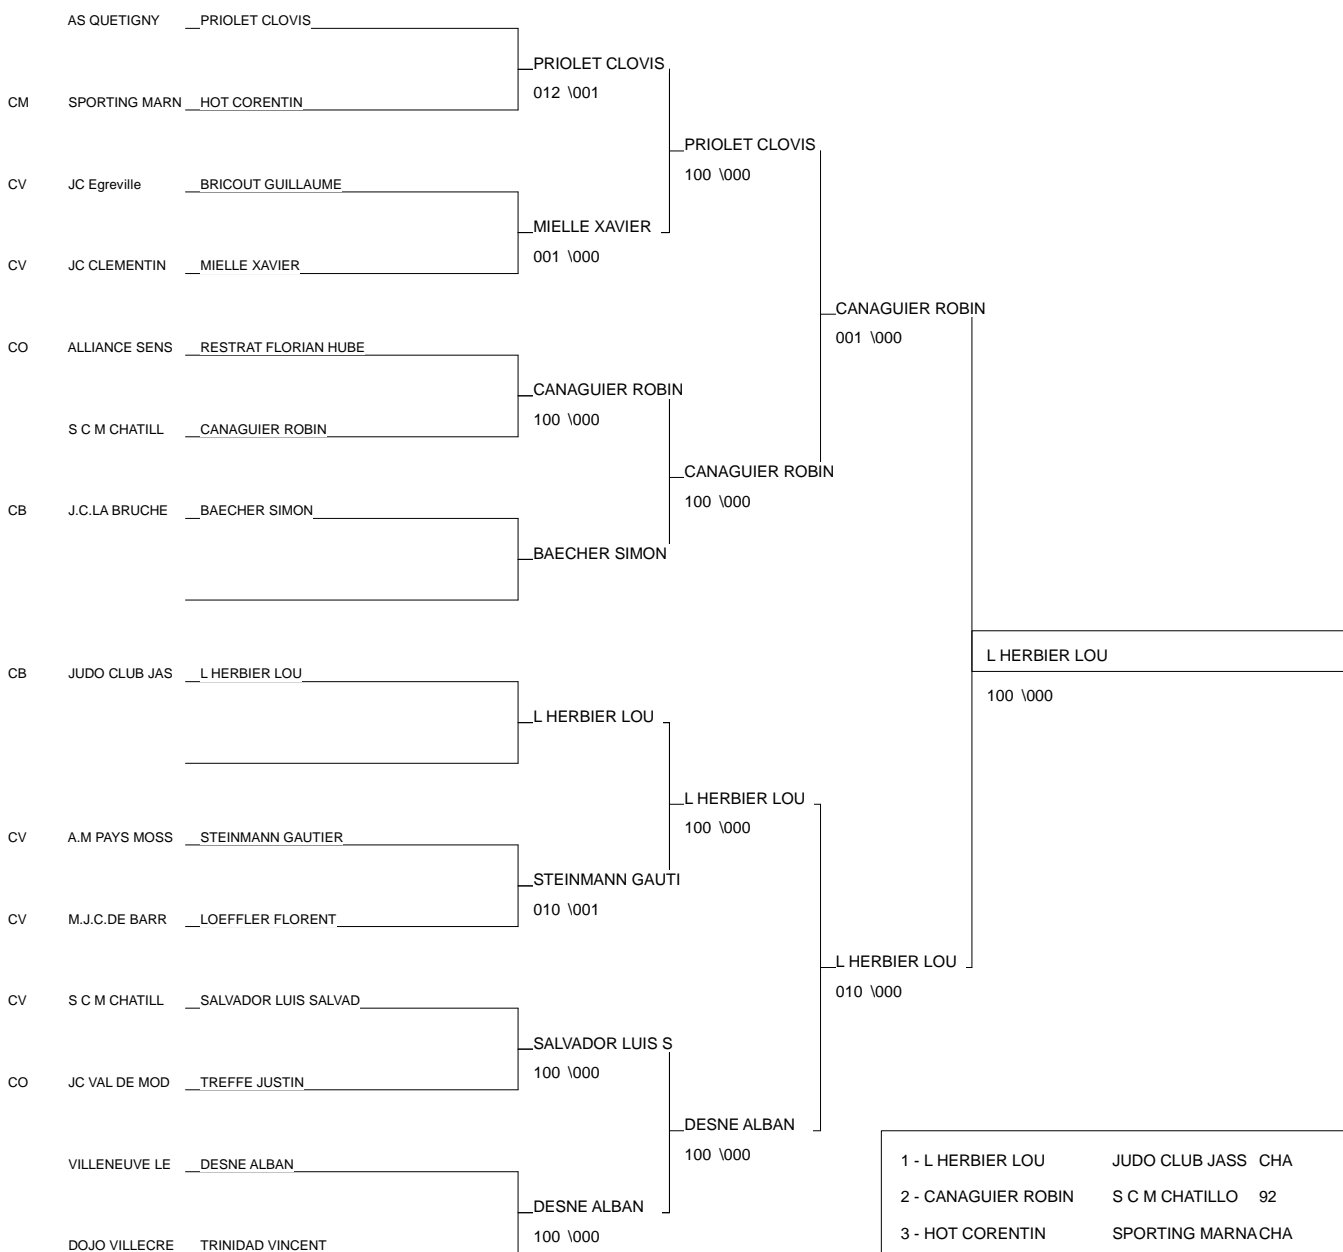 AS QUETIGNY PRIOLET CLOVIS
PRIOLET CLOVIS
012 \001
CM SPORTING MARN HOT CORENTIN
PRIOLET CLOVIS
100 \000
CV JC Egreville BRICOUT GUILLAUME
MIELLE XAVIER
001 \000
CV JC CLEMENTIN MIELLE XAVIER
CANAGUIER ROBIN
001 \000
CO ALLIANCE SENS RESTRAT FLORIAN HUBE
CANAGUIER ROBIN
100 \000
S C M CHATILL CANAGUIER ROBIN
CANAGUIER ROBIN
100 \000
CB J.C.LA BRUCHE BAECHER SIMON
BAECHER SIMON
L HERBIER LOU
100 \000
CB JUDO CLUB JAS L HERBIER LOU
L HERBIER LOU
L HERBIER LOU
100 \000
CV A.M PAYS MOSS STEINMANN GAUTIER
STEINMANN GAUTI
010 \001
CV M.J.C.DE BARR LOEFFLER FLORENT
L HERBIER LOU
010 \000
CV S C M CHATILL SALVADOR LUIS SALVAD
SALVADOR LUIS S
100 \000
CO JC VAL DE MOD TREFFE JUSTIN
DESNE ALBAN
100 \000
VILLENEUVE LE DESNE ALBAN
DESNE ALBAN
100 \000
DOJO VILLECRE TRINIDAD VINCENT
1 - L HERBIER LOU JUDO CLUB JASS CHA
2 - CANAGUIER ROBIN S C M CHATILLO 92
3 - HOT CORENTIN SPORTING MARNA CHA